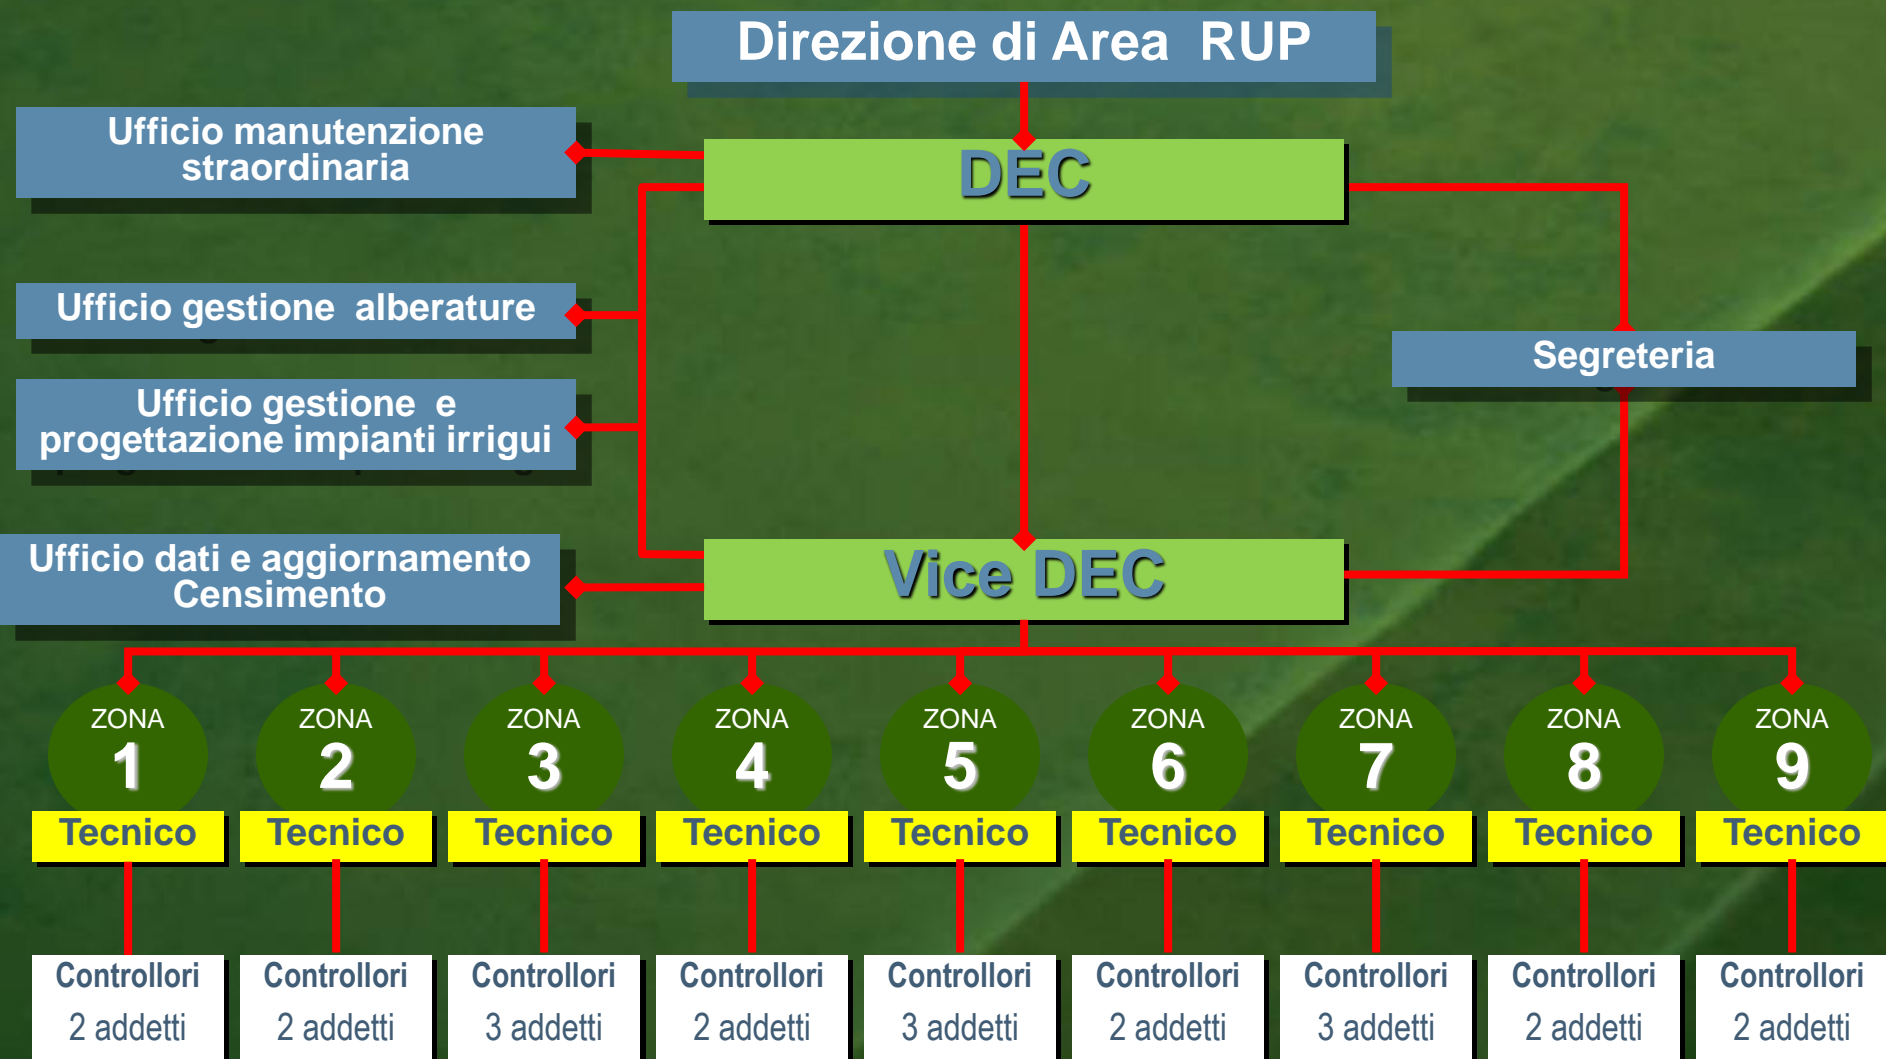 Direzione di Area  RUP
Ufficio manutenzione
straordinaria
DEC
Ufficio gestione  alberature
Segreteria
Ufficio gestione  e
progettazione impianti irrigui
Ufficio dati e aggiornamento
Censimento
Vice DEC
ZONA
1
ZONA
2
ZONA
3
ZONA
4
ZONA
5
ZONA
6
ZONA
7
ZONA
8
ZONA
9
Tecnico
Tecnico
Tecnico
Tecnico
Tecnico
Tecnico
Tecnico
Tecnico
Tecnico
Controllori
2 addetti
Controllori
2 addetti
Controllori
3 addetti
Controllori
2 addetti
Controllori
3 addetti
Controllori
2 addetti
Controllori
3 addetti
Controllori
2 addetti
Controllori
2 addetti